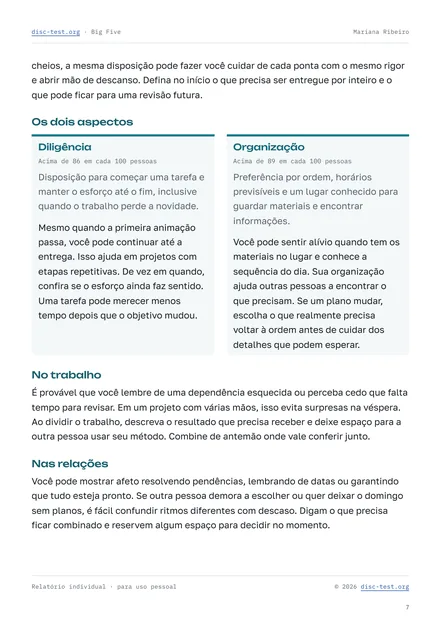 disc-test.org · Big Five
Mariana Ribeiro
cheios, a mesma disposição pode fazer você cuidar de cada ponta com o mesmo rigor
e abrir mão de descanso. Defina no início o que precisa ser entregue por inteiro e o
que pode ficar para uma revisão futura.
Os dois aspectos
Diligência
Acima de 86 em cada 100 pessoas
Disposição para começar uma tarefa e
manter o esforço até o fim, inclusive
quando o trabalho perde a novidade.
Mesmo quando a primeira animação
passa, você pode continuar até a
entrega. Isso ajuda em projetos com
etapas repetitivas. De vez em quando,
confira se o esforço ainda faz sentido.
Uma tarefa pode merecer menos
tempo depois que o objetivo mudou.
Organização
Acima de 89 em cada 100 pessoas
Preferência por ordem, horários
previsíveis e um lugar conhecido para
guardar materiais e encontrar
informações.
Você pode sentir alívio quando tem os
materiais no lugar e conhece a
sequência do dia. Sua organização
ajuda outras pessoas a encontrar o
que precisam. Se um plano mudar,
escolha o que realmente precisa
voltar à ordem antes de cuidar dos
detalhes que podem esperar.
No trabalho
É provável que você lembre de uma dependência esquecida ou perceba cedo que falta
tempo para revisar. Em um projeto com várias mãos, isso evita surpresas na véspera.
Ao dividir o trabalho, descreva o resultado que precisa receber e deixe espaço para a
outra pessoa usar seu método. Combine de antemão onde vale conferir junto.
Nas relações
Você pode mostrar afeto resolvendo pendências, lembrando de datas ou garantindo
que tudo esteja pronto. Se outra pessoa demora a escolher ou quer deixar o domingo
sem planos, é fácil confundir ritmos diferentes com descaso. Digam o que precisa
ficar combinado e reservem algum espaço para decidir no momento.
Relatório individual · para uso pessoal
© 2026 disc-test.org
7